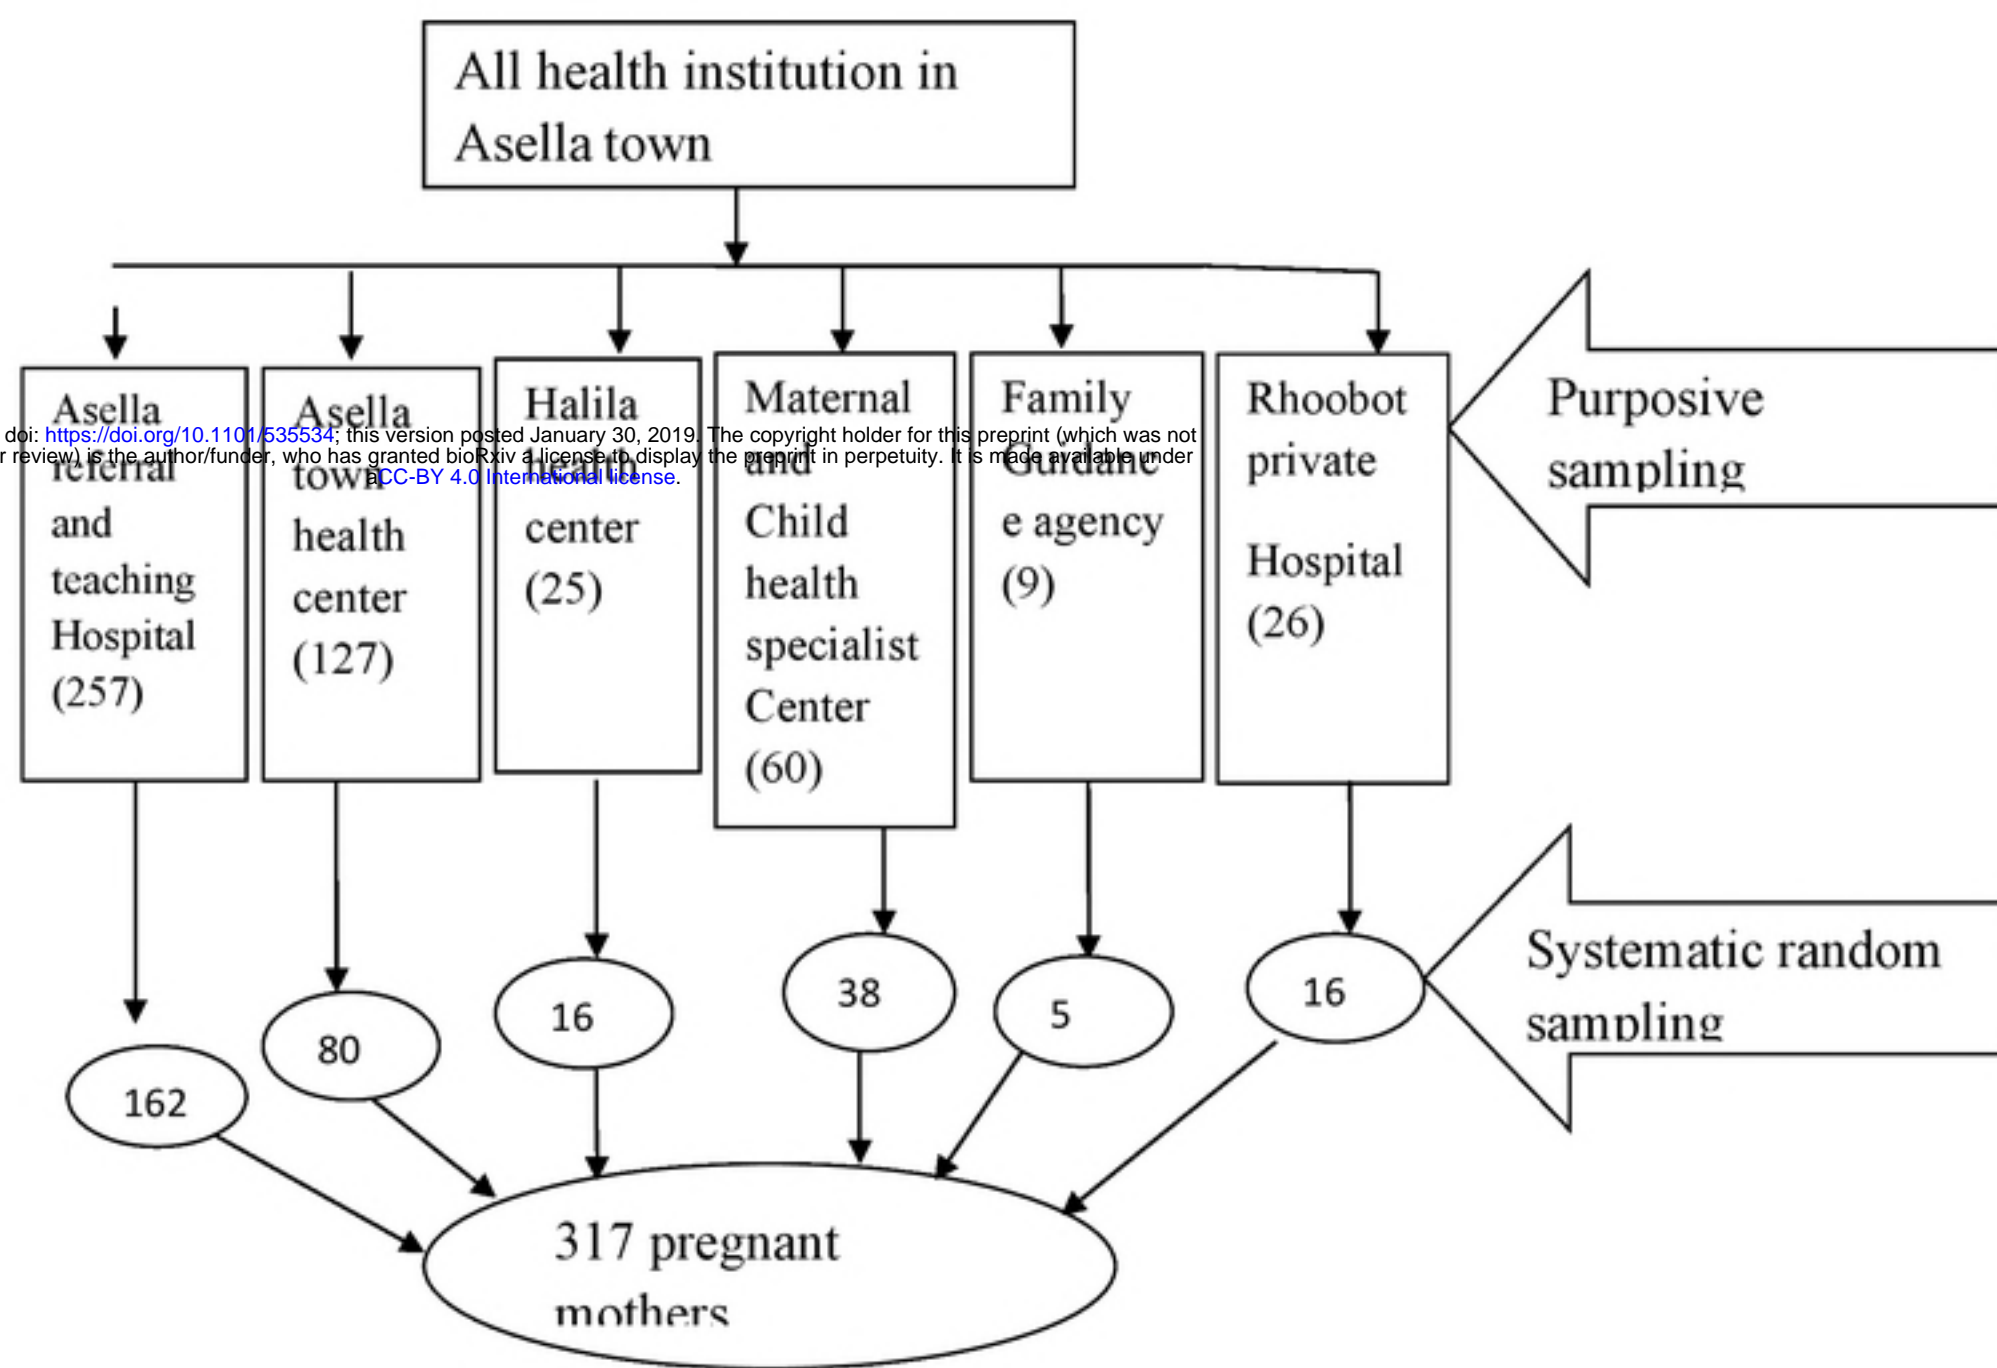 All health institution in
Asella town
Asella
referral
and
teaching
Hospital
(257)
Asella
town
health
center
(127)
Halila
health
center
(25)
Maternal
and
Child
health
specialist
Center
(60)
Family
Guidanc
e agency
(9)
Rhoobot
private
Hospital
(26)
Purposive
sampling
doi: https://doi.org/10.1101/535534; this version posted January 30, 2019. The copyright holder for this preprint (which was not
r review) is the author/funder, who has granted bioRxiv a license to display the preprint in perpetuity. It is made available under
aCC-BY 4.0 International license.
162
80
16
38
5
16
Systematic random
sampling
317 pregnant
mothers